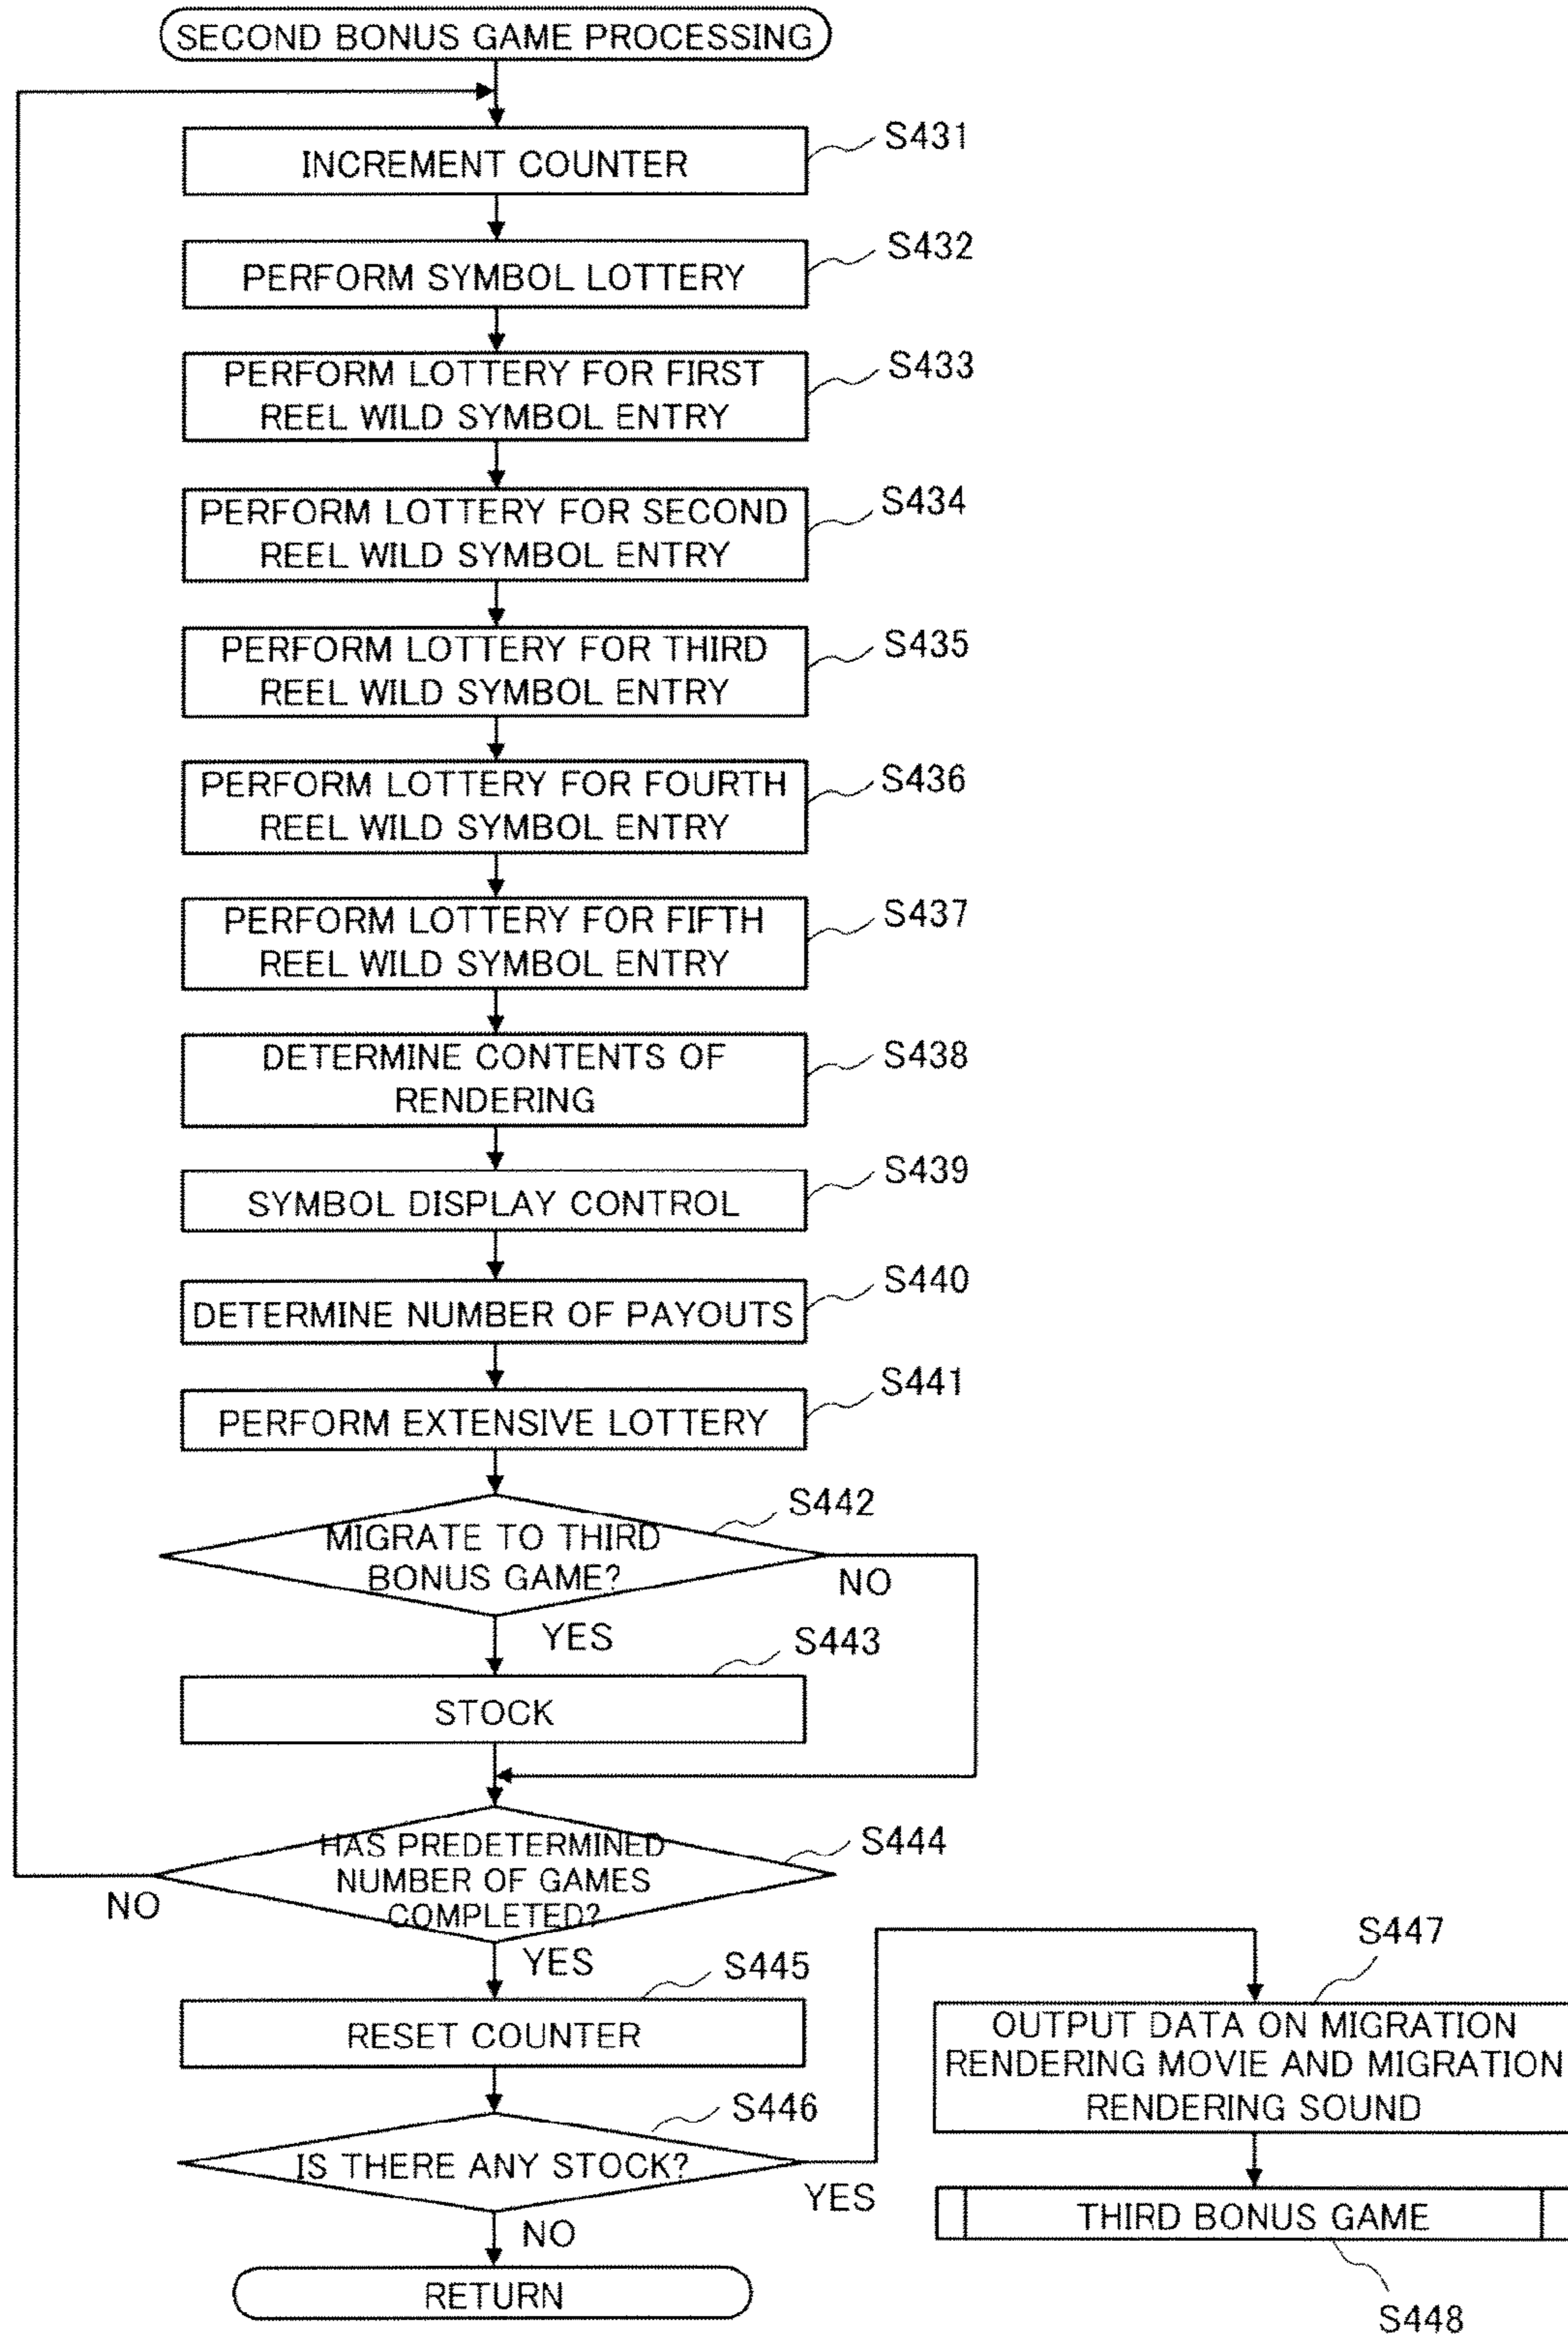 SECOND BONUS GAME PROCESSING
INCREMENT COUNTER
S431
PERFORM SYMBOL LOTTERY
S432
PERFORM LOTTERY FOR FIRST
REEL WILD SYMBOL ENTRY
S433
PERFORM LOTTERY FOR SECOND
REEL WILD SYMBOL ENTRY
S434
PERFORM LOTTERY FOR THIRD
REEL WILD SYMBOL ENTRY
S435
PERFORM LOTTERY FOR FOURTH
REEL WILD SYMBOL ENTRY
S436
PERFORM LOTTERY FOR FIFTH
REEL WILD SYMBOL ENTRY
S437
DETERMINE CONTENTS OF
RENDERING
S438
SYMBOL DISPLAY CONTROL
S439
DETERMINE NUMBER OF PAYOUTS
S440
PERFORM EXTENSIVE LOTTERY
S441
MIGRATE TO THIRD
BONUS GAME?
S442
NO
YES
STOCK
S443
HAS PREDETERMINED
NUMBER OF GAMES
COMPLETED?
S444
NO
YES
RESET COUNTER
S445
IS THERE ANY STOCK?
S446
YES
NO
RETURN
S447
OUTPUT DATA ON MIGRATION
RENDERING MOVIE AND MIGRATION
RENDERING SOUND
THIRD BONUS GAME
S448